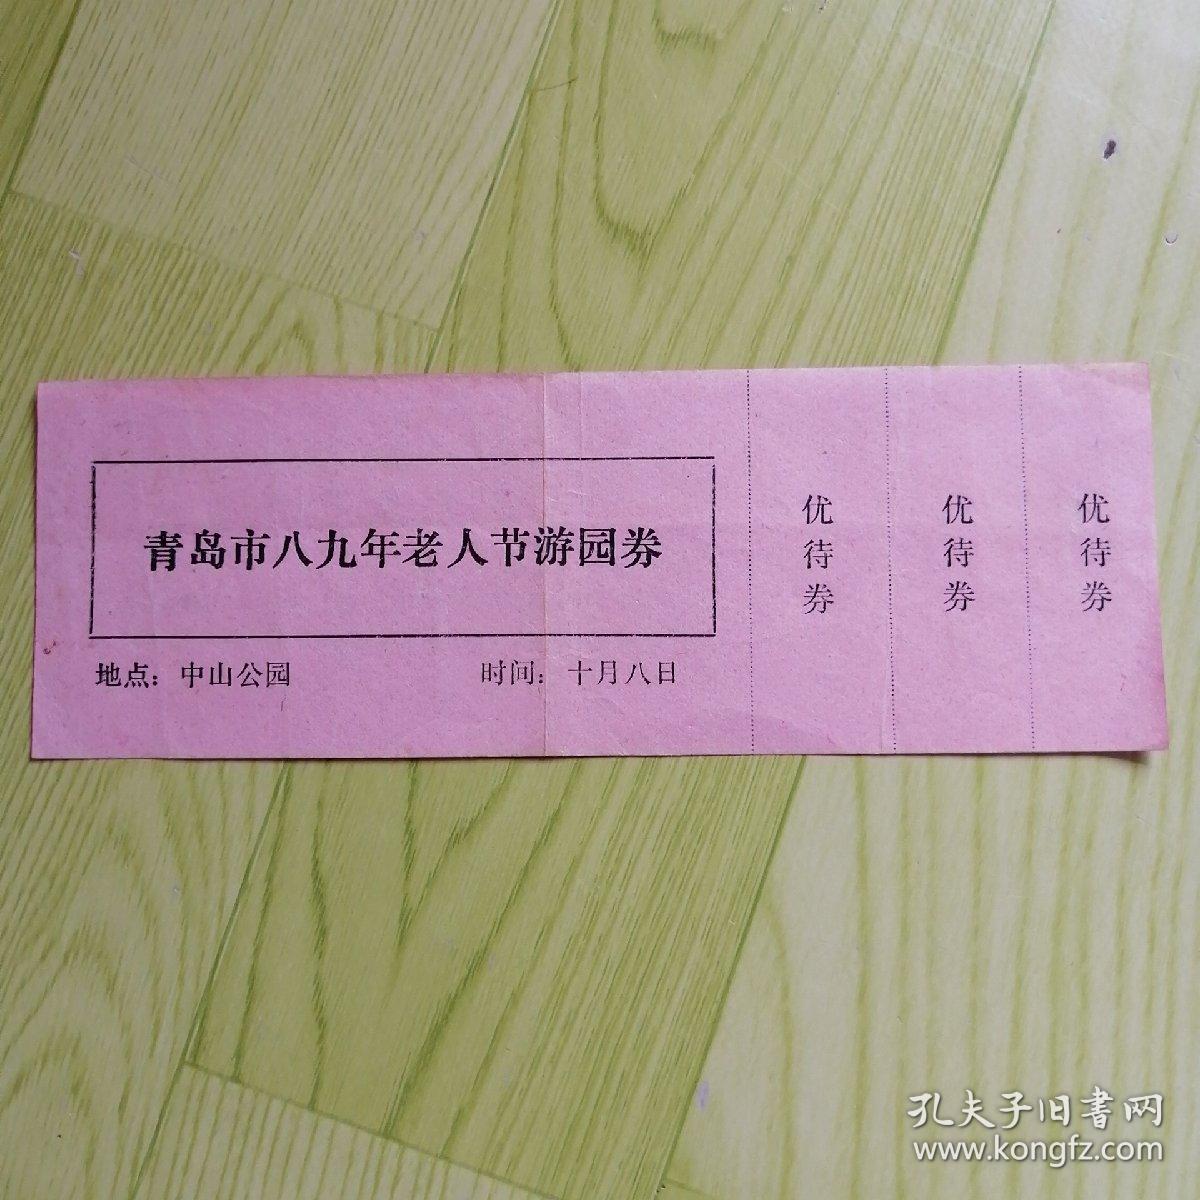 青岛市八九年老人节游园券
地点：中山公园
时间：十月八日
优待券
优待券
优待券
孔夫子旧書网
www.kongfz.com